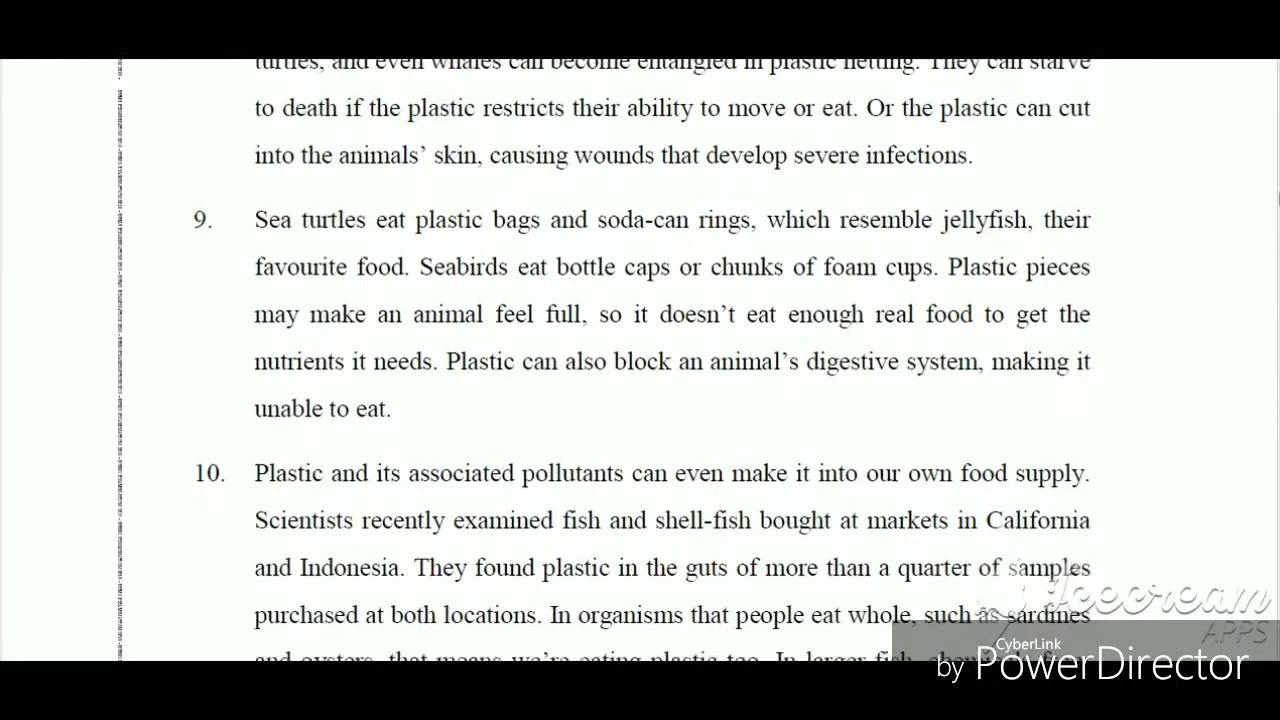 turtles, and even whales can become entangled in plastic netting. They can starve
to death if the plastic restricts their ability to move or eat. Or the plastic can cut
into the animals’ skin, causing wounds that develop severe infections.
9. Sea turtles eat plastic bags and soda-can rings, which resemble jellyfish, their
favourite food. Seabirds eat bottle caps or chunks of foam cups. Plastic pieces
may make an animal feel full, so it doesn’t eat enough real food to get the
nutrients it needs. Plastic can also block an animal’s digestive system, making it
unable to eat.
10. Plastic and its associated pollutants can even make it into our own food supply.
Scientists recently examined fish and shell-fish bought at markets in California
and Indonesia. They found plastic in the guts of more than a quarter of samples
purchased at both locations. In organisms that people eat whole, such as sardines
and oysters, that means we’re eating plastic too. In larger fish,
Icecream
APPS
CyberLink
by PowerDirector